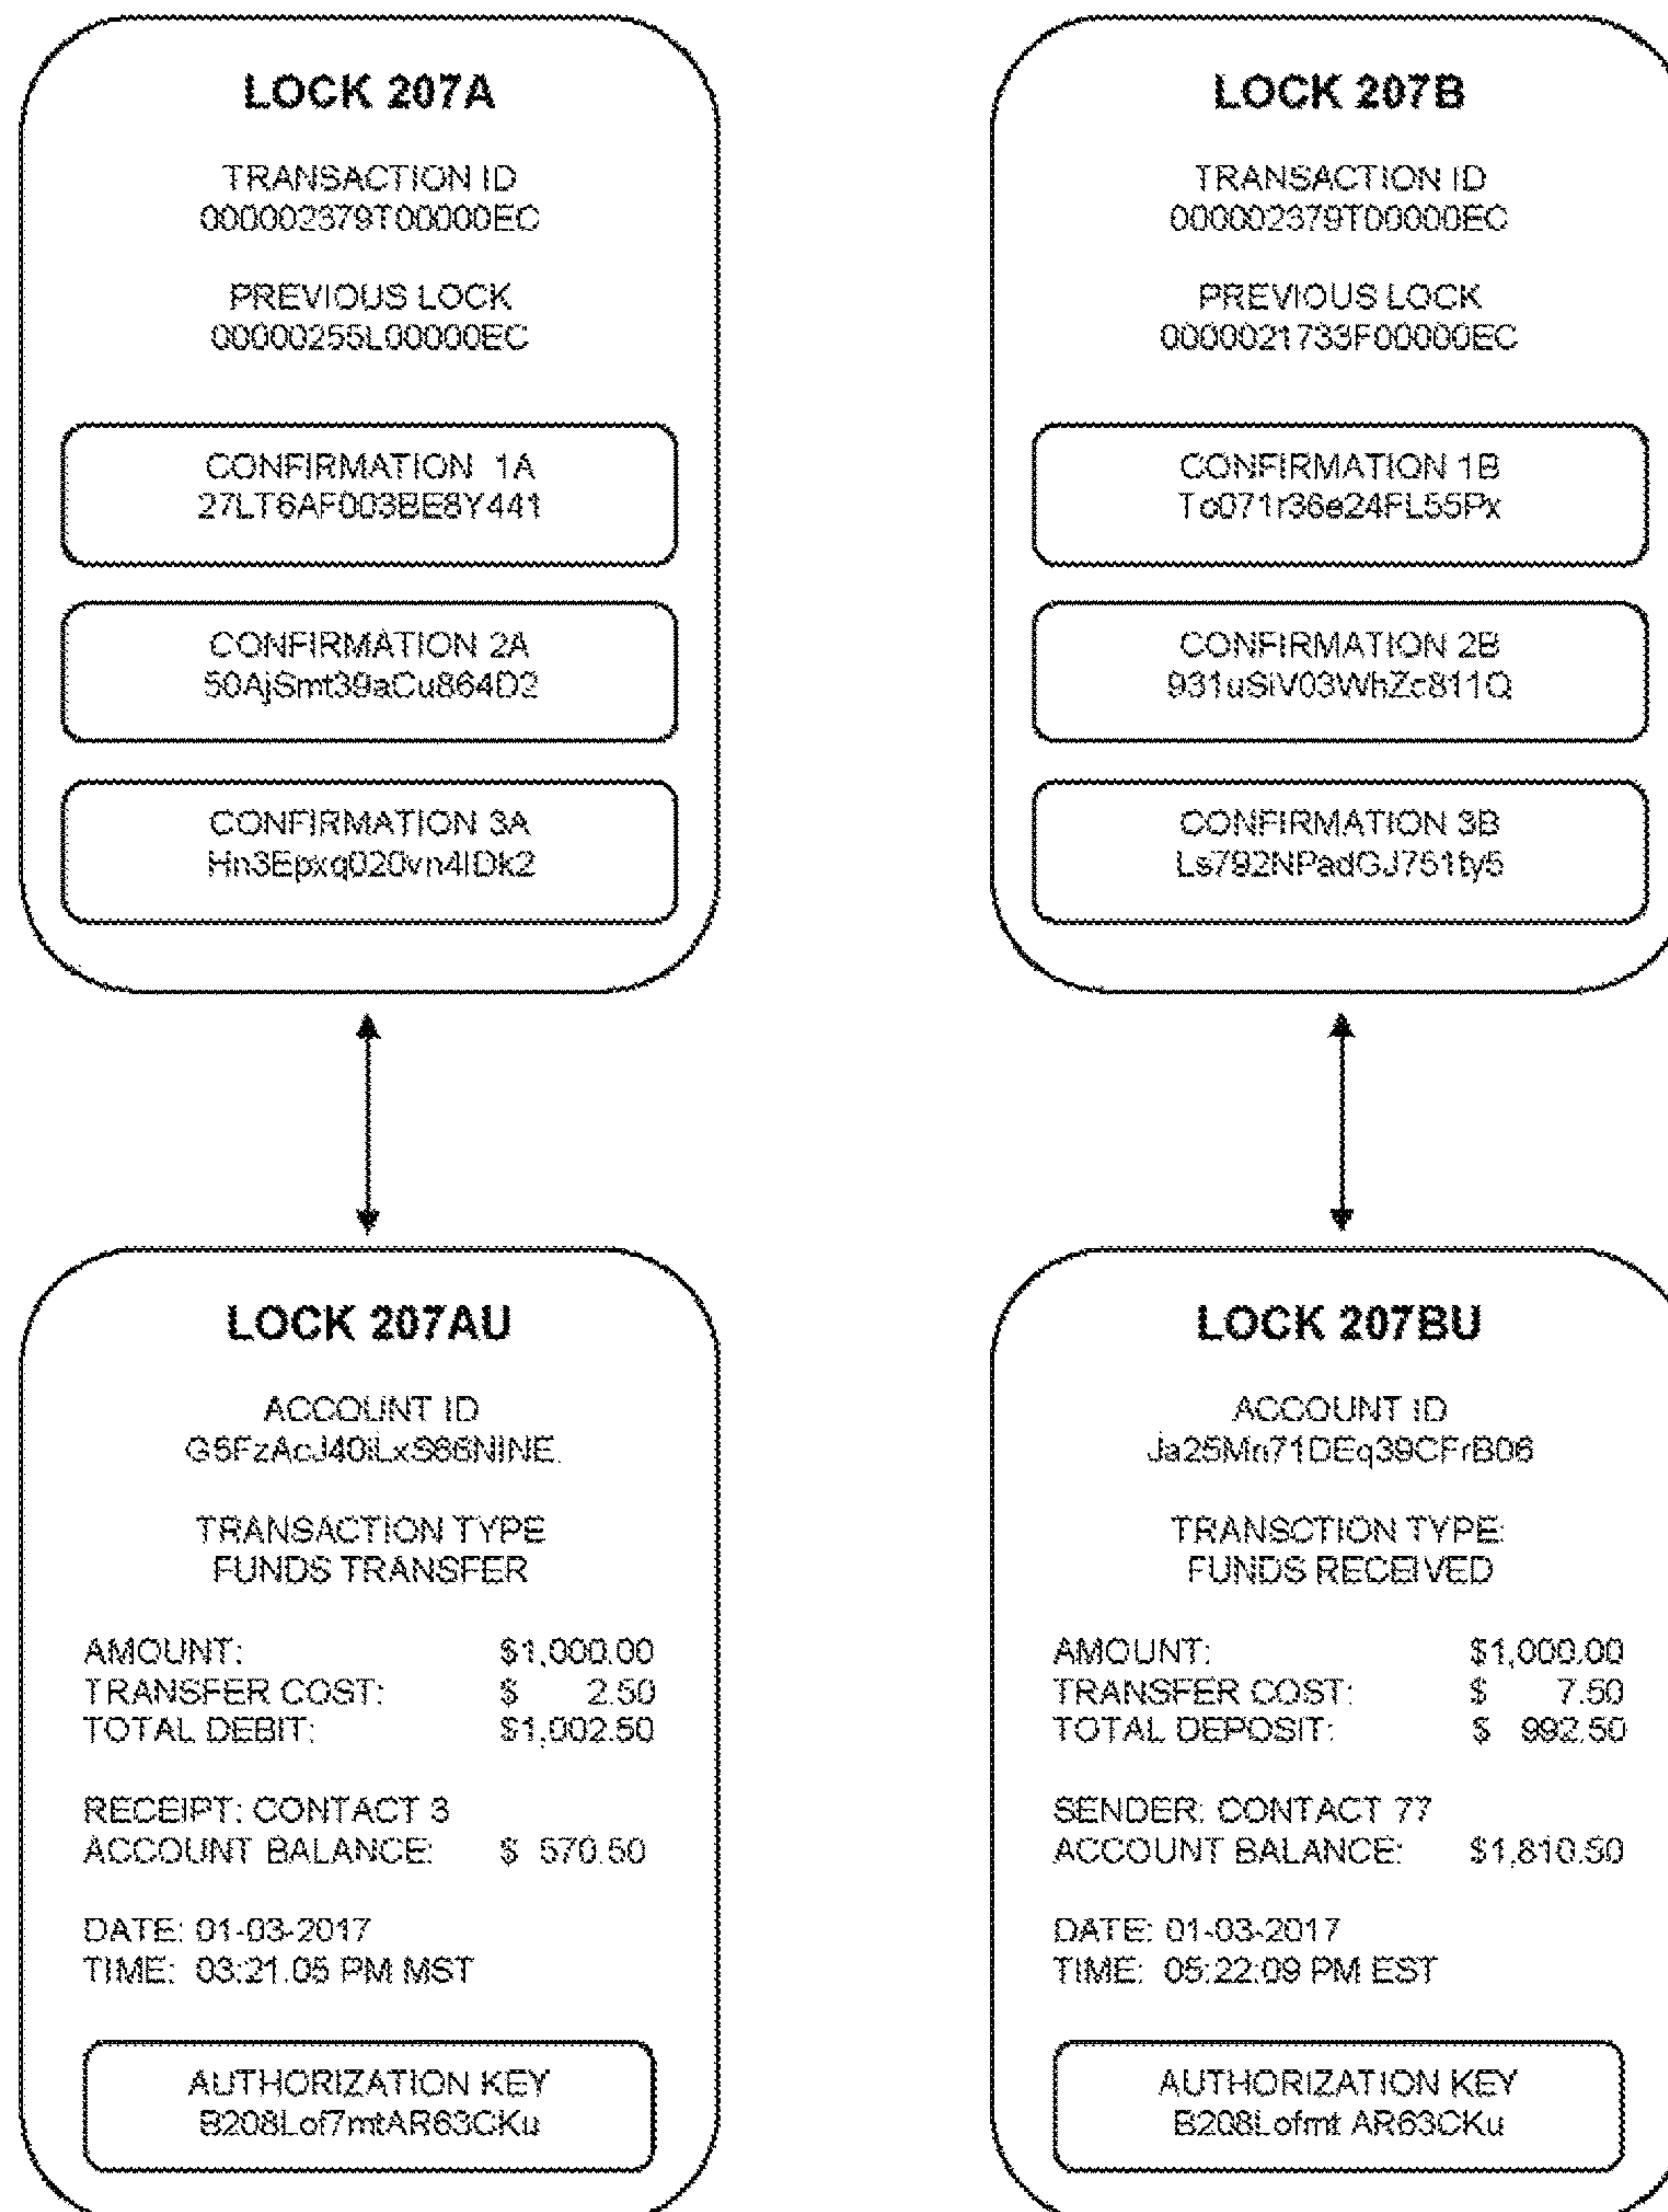 LOCK 207A
TRANSACTION ID
000002379T00000EC
PREVIOUS LOCK
00000255L00000EC
CONFIRMATION 1A
27LT6AF003BE8Y441
CONFIRMATION 2A
50AjSmt39aCu864D2
CONFIRMATION 3A
Hn3Epxq020vn4IDk2
LOCK 207B
TRANSACTION ID
000002379T00000EC
PREVIOUS LOCK
0000021733F00000EC
CONFIRMATION 1B
To071r36e24FL55Px
CONFIRMATION 2B
931uSiV03WhZc811Q
CONFIRMATION 3B
Ls792NPadGJ751ty5
LOCK 207AU
ACCOUNT ID
G5FzAcJ40iLxS86NINE
TRANSACTION TYPE
FUNDS TRANSFER
AMOUNT: $1,000.00
TRANSFER COST: $ 2.50
TOTAL DEBIT: $1,002.50
RECEIPT: CONTACT 3
ACCOUNT BALANCE: $ 570.50
DATE: 01-03-2017
TIME: 03:21.05 PM MST
AUTHORIZATION KEY
B208Lof7mtAR63CKu
LOCK 207BU
ACCOUNT ID
Ja25Mn71DEq39CFrB06
TRANSCTION TYPE:
FUNDS RECEIVED
AMOUNT: $1,000.00
TRANSFER COST: $ 7.50
TOTAL DEPOSIT: $ 992.50
SENDER: CONTACT 77
ACCOUNT BALANCE: $1,810.50
DATE: 01-03-2017
TIME: 05:22:09 PM EST
AUTHORIZATION KEY
B208Lofmt AR63CKu